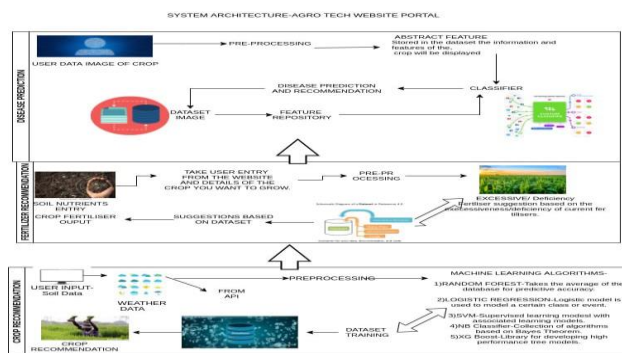 SYSTEM ARCHITECTURE-AGRO TECH WEBSITE PORTAL
DISEASE PREDICTION
USER DATA IMAGE OF CROP
PRE-PROCESSING
ABSTRACT FEATURE
Stored in the dataset the information and
features of the,
crop will be displayed
DISEASE PREDICTION
AND RECOMMENDATION
CLASSIFIER
DATASET
IMAGE
FEATURE
REPOSITORY
FERTILIZER RECOMMENDATION
TAKE USER ENTRY
FROM THE WEBSITE
AND DETAILS OF THE
CROP YOU WANT TO GROW.
PRE-PR
OCESSING
SOIL NUTRIENTS
ENTRY
CROP FERTILISER
OUPUT
SUGGESTIONS BASED
ON DATASET
EXCESSIVE/ Deficiency
Fertiliser suggestion based on the
excessiveness/deficiency of current for
tilisers.
CROP RECOMMENDATION
USER INPUT-
Soil Data
WEATHER
DATA
FROM
API
PREPROCESSING
MACHINE LEARNING ALGORITHMS-
1)RANDOM FOREST-Takes the average of the
database for predictive accuracy.
2)LOGISTIC REGRESSION-Logistic model is
used to model a certain class or event.
3)SVM-Supervised learning modest with
associated learning models.
4)NB Classifier-Collection of algorithms
based on Bayes Theorem.
5)XG Boost-Library for developing high
performance tree models.
DATASET
TRAINING
CROP
RECOMMENDATION